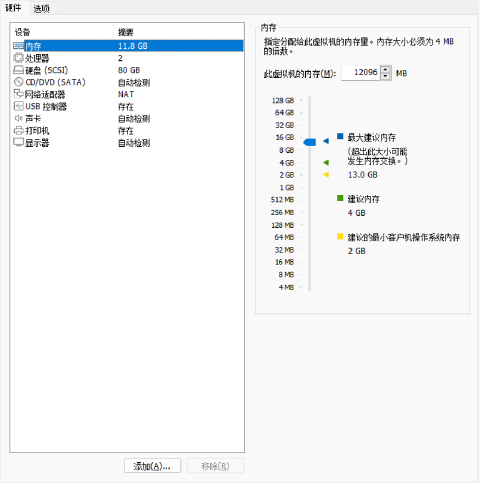 硬件 选项
设备 摘要
内存 11.8 GB
处理器 2
硬盘 (SCSI) 80 GB
CD/DVD (SATA) 自动检测
网络适配器 NAT
USB 控制器 存在
声卡 自动检测
打印机 存在
显示器 自动检测
添加(A)... 移除(R)
内存
指定分配给此虚拟机的内存量。内存大小必须为 4 MB
的倍数。
此虚拟机的内存(M): 12096 MB
128 GB
64 GB
32 GB
16 GB
8 GB
4 GB
2 GB
1 GB
512 MB
256 MB
128 MB
64 MB
32 MB
16 MB
8 MB
4 MB
最大建议内存
(超出此大小可能
发生内存交换。)
13.0 GB
建议内存
4 GB
建议的最小客户机操作系统内存
2 GB